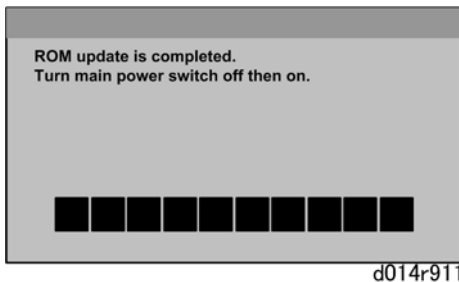 ROM update is completed.
Turn main power switch off then on.
d014r911